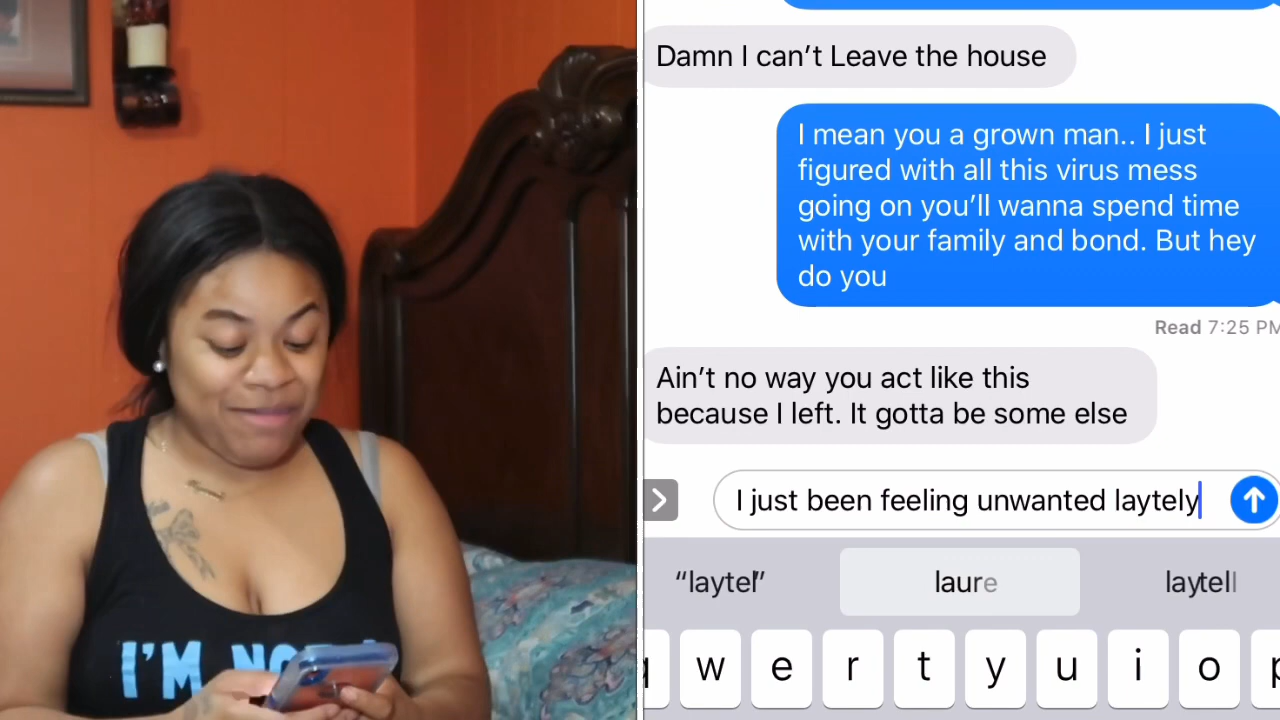 Damn I can't Leave the house
I mean you a grown man.. I just
figured with all this virus mess
going on you'll wanna spend time
with your family and bond. But hey
do you
Read 7:25 PM
Ain't no way you act like this
because I left. It gotta be some else
I just been feeling unwanted laytely
"laytel" laure laytell
q w e r t y u i o p
I'M NO